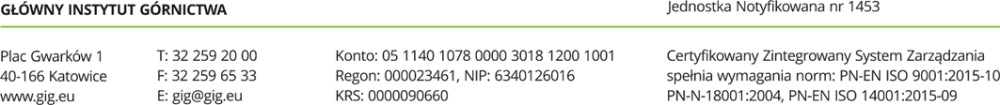 GŁÓWNY INSTYTUT GÓRNICTWA
Jednostka Notyfikowana nr 1453
Plac Gwarków 1
40-166 Katowice
www.gig.eu
T: 32 259 20 00
F: 32 259 65 33
E: gig@gig.eu
Konto: 05 1140 1078 0000 3018 1200 1001
Regon: 000023461, NIP: 6340126016
KRS: 0000090660
Certyfikowany Zintegrowany System Zarządzania
spełnia wymagania norm: PN-EN ISO 9001:2015-10
PN-N-18001:2004, PN-EN ISO 14001:2015-09